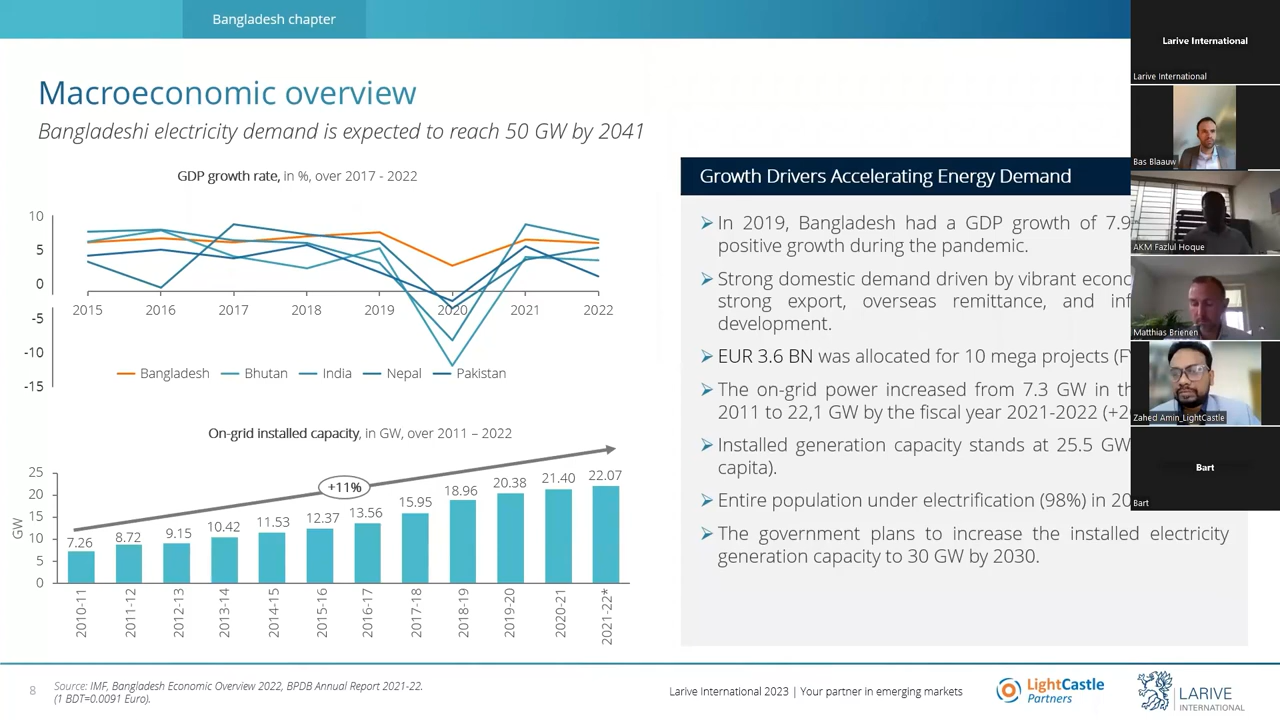 Bangladesh chapter
Macroeconomic overview
Bangladeshi electricity demand is expected to reach 50 GW by 2041
GDP growth rate, in %, over 2017 - 2022
10
5
0
-5
-10
-15
2015 2016 2017 2018 2019 2020 2021 2022
Bangladesh Bhutan India Nepal Pakistan
On-grid installed capacity, in GW, over 2011 – 2022
+11%
GW
25
20
15
10
5
0
7.26 8.72 9.15 10.42 11.53 12.37 13.56 15.95 18.96 20.38 21.40 22.07
2010-11 2011-12 2012-13 2013-14 2014-15 2015-16 2016-17 2017-18 2018-19 2019-20 2020-21 2021-22*
Growth Drivers Accelerating Energy Demand
➢In 2019, Bangladesh had a GDP growth of 7.9
positive growth during the pandemic.
➢Strong domestic demand driven by vibrant econo
strong export, overseas remittance, and inf
development.
➢EUR 3.6 BN was allocated for 10 mega projects (F
➢The on-grid power increased from 7.3 GW in th
2011 to 22,1 GW by the fiscal year 2021-2022 (+2
➢Installed generation capacity stands at 25.5 GW
capita).
➢Entire population under electrification (98%) in 20
➢The government plans to increase the installed electricity
generation capacity to 30 GW by 2030.
Larive International
Larive International
Bas Blaauw
AKM Fazlul Hoque
Matthias Brienen
Zahed Amin_LightCastle
Bart
Bart
8
Source: IMF, Bangladesh Economic Overview 2022, BPDB Annual Report 2021-22.
(1 BDT=0.0091 Euro).
Larive International 2023 | Your partner in emerging markets
LightCastle
Partners
LARIVE
INTERNATIONAL